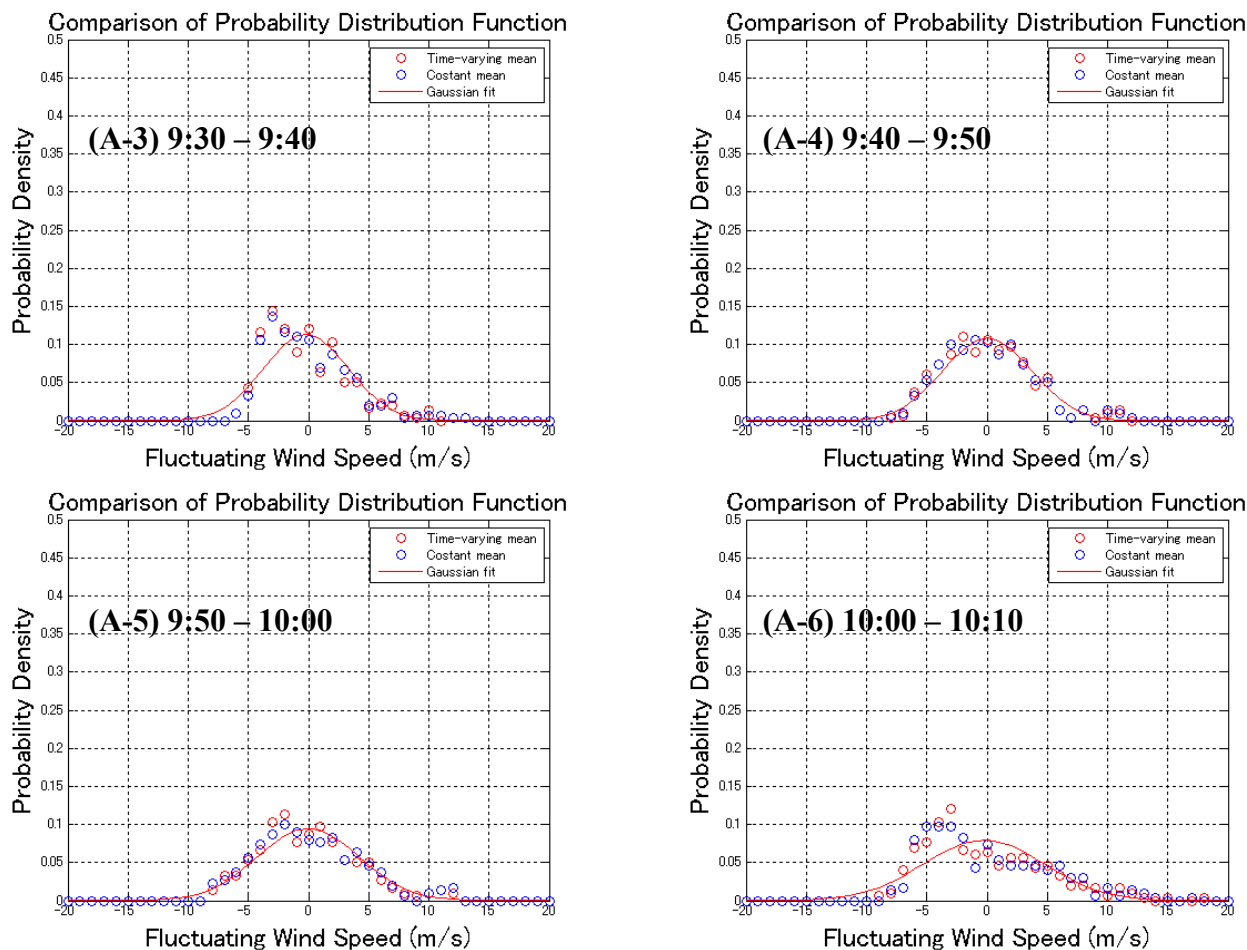 Comparison of Probability Distribution Function
0.5
0.45
0.4
0.35
0.3
0.25
0.2
0.15
0.1
0.05
0
-20 -15 -10 -5 0 5 10 15 20
Probability Density
Fluctuating Wind Speed (m/s)
Time-varying mean
Costant mean
Gaussian fit
(A-3) 9:30 – 9:40
Comparison of Probability Distribution Function
0.5
0.45
0.4
0.35
0.3
0.25
0.2
0.15
0.1
0.05
0
-20 -15 -10 -5 0 5 10 15 20
Probability Density
Fluctuating Wind Speed (m/s)
Time-varying mean
Costant mean
Gaussian fit
(A-4) 9:40 – 9:50
Comparison of Probability Distribution Function
0.5
0.45
0.4
0.35
0.3
0.25
0.2
0.15
0.1
0.05
0
-20 -15 -10 -5 0 5 10 15 20
Probability Density
Fluctuating Wind Speed (m/s)
Time-varying mean
Costant mean
Gaussian fit
(A-5) 9:50 – 10:00
Comparison of Probability Distribution Function
0.5
0.45
0.4
0.35
0.3
0.25
0.2
0.15
0.1
0.05
0
-20 -15 -10 -5 0 5 10 15 20
Probability Density
Fluctuating Wind Speed (m/s)
Time-varying mean
Costant mean
Gaussian fit
(A-6) 10:00 – 10:10